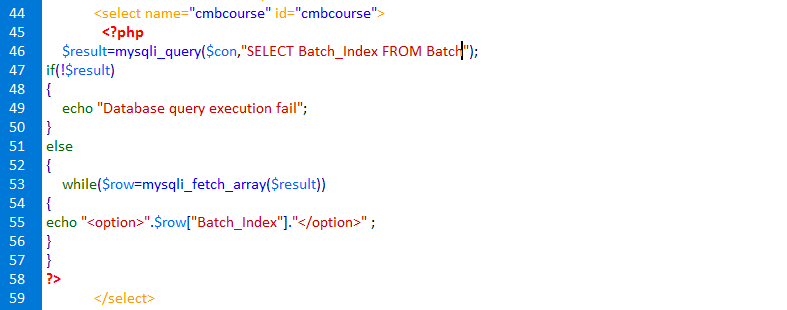 44 <select name="cmbcourse" id="cmbcourse">
45 <?php
46 $result=mysqli_query($con,"SELECT Batch_Index FROM Batch");
47 if(!$result)
48 {
49 echo "Database query execution fail";
50 }
51 else
52 {
53 while($row=mysqli_fetch_array($result))
54 {
55 echo "<option>".$row["Batch_Index"]."</option>" ;
56 }
57 }
58 ?>
59 </select>